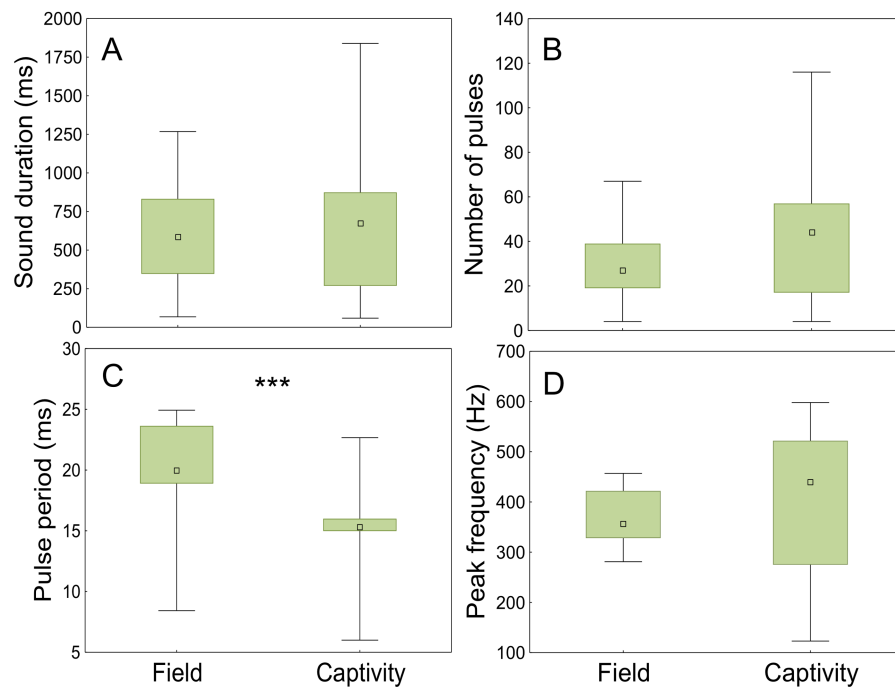 A
Sound duration (ms)
2000
1750
1500
1250
1000
750
500
250
0
B
Number of pulses
140
120
100
80
60
40
20
0
C
***
Pulse period (ms)
30
25
20
15
10
5
Field
Captivity
D
Peak frequency (Hz)
700
600
500
400
300
200
100
Field
Captivity